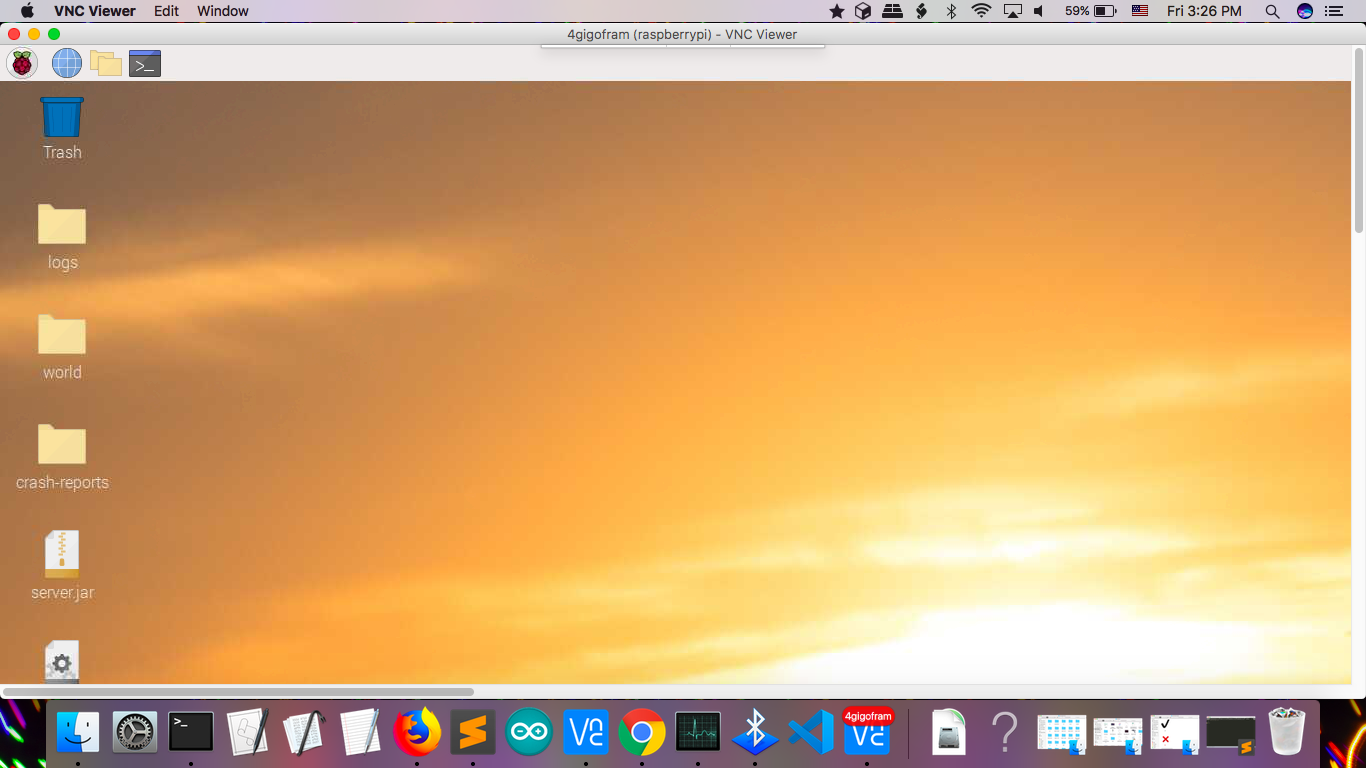 VNC Viewer Edit Window 59% Fri 3:26 PM
4gigofram (raspberrypi) - VNC Viewer
>_
Trash
logs
world
crash-reports
server.jar
>_
4gigofram